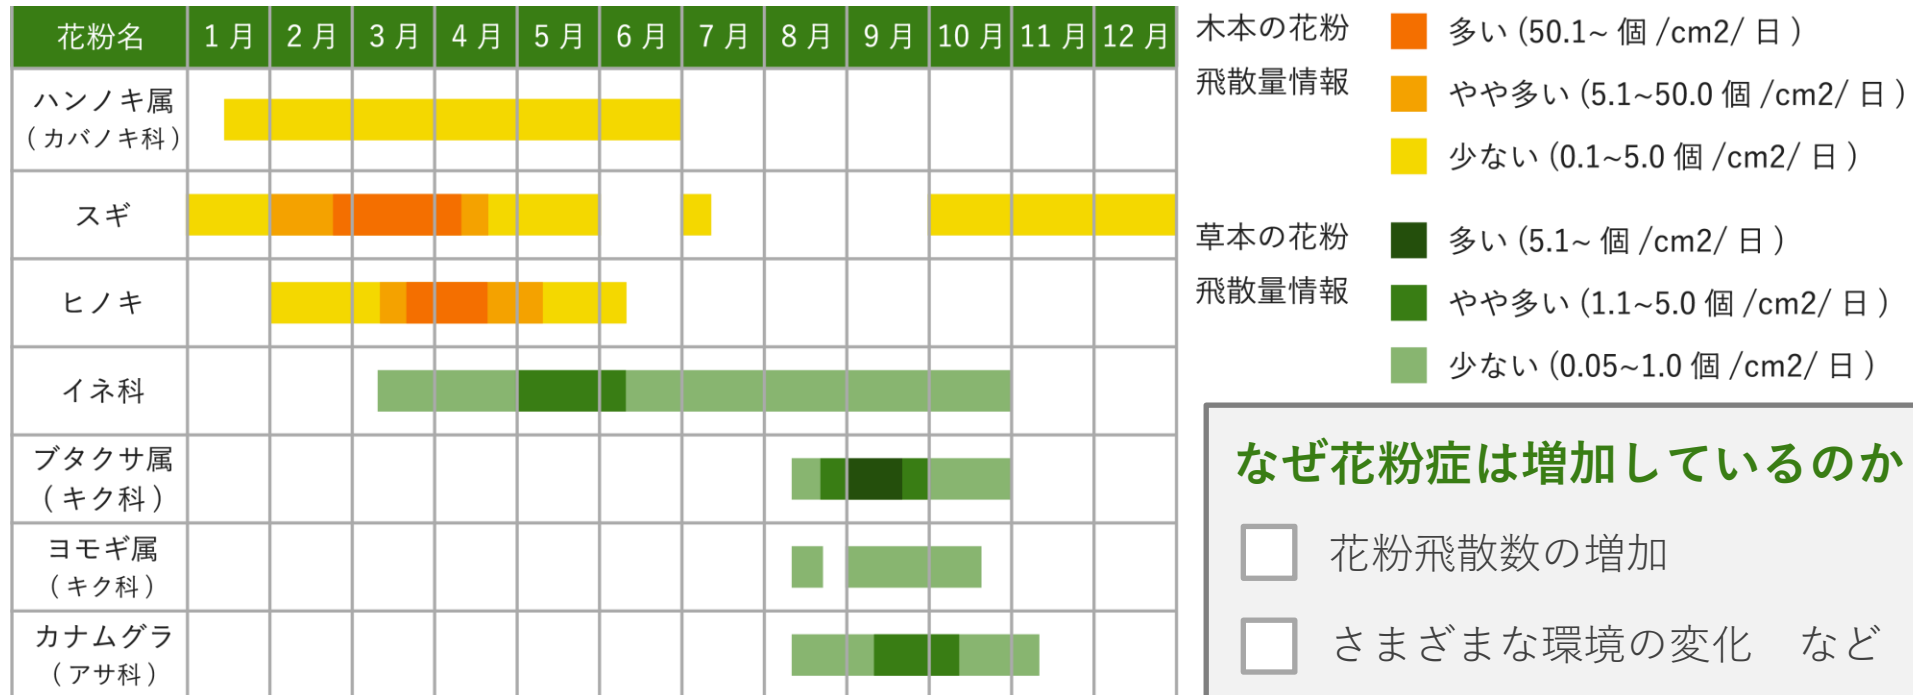 花粉名 1月 2月 3月 4月 5月 6月 7月 8月 9月 10月 11月 12月
ハンノキ属
(カバノキ科)
スギ
ヒノキ
イネ科
ブタクサ属
(キク科)
ヨモギ属
(キク科)
カナムグラ
(アサ科)
木本の花粉
飛散量情報
多い (50.1~ 個 /cm2/ 日 )
やや多い (5.1~50.0 個 /cm2/ 日 )
少ない (0.1~5.0 個 /cm2/ 日 )
草本の花粉
飛散量情報
多い (5.1~ 個 /cm2/ 日 )
やや多い (1.1~5.0 個 /cm2/ 日 )
少ない (0.05~1.0 個 /cm2/ 日 )
なぜ花粉症は増加しているのか
花粉飛散数の増加
さまざまな環境の変化 など